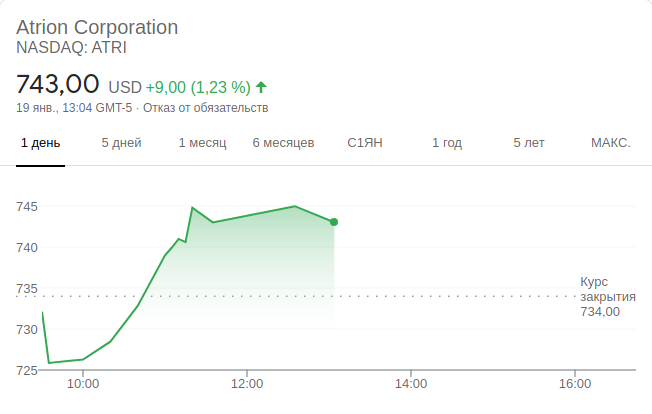 Atrion Corporation
NASDAQ: ATRI
743,00 USD +9,00 (1,23 %)
19 янв., 13:04 GMT-5 · Отказ от обязательств
1 день 5 дней 1 месяц 6 месяцев С1ЯН 1 год 5 лет МАКС.
745
740
735
730
725
Курс
закрытия
734,00
10:00 12:00 14:00 16:00